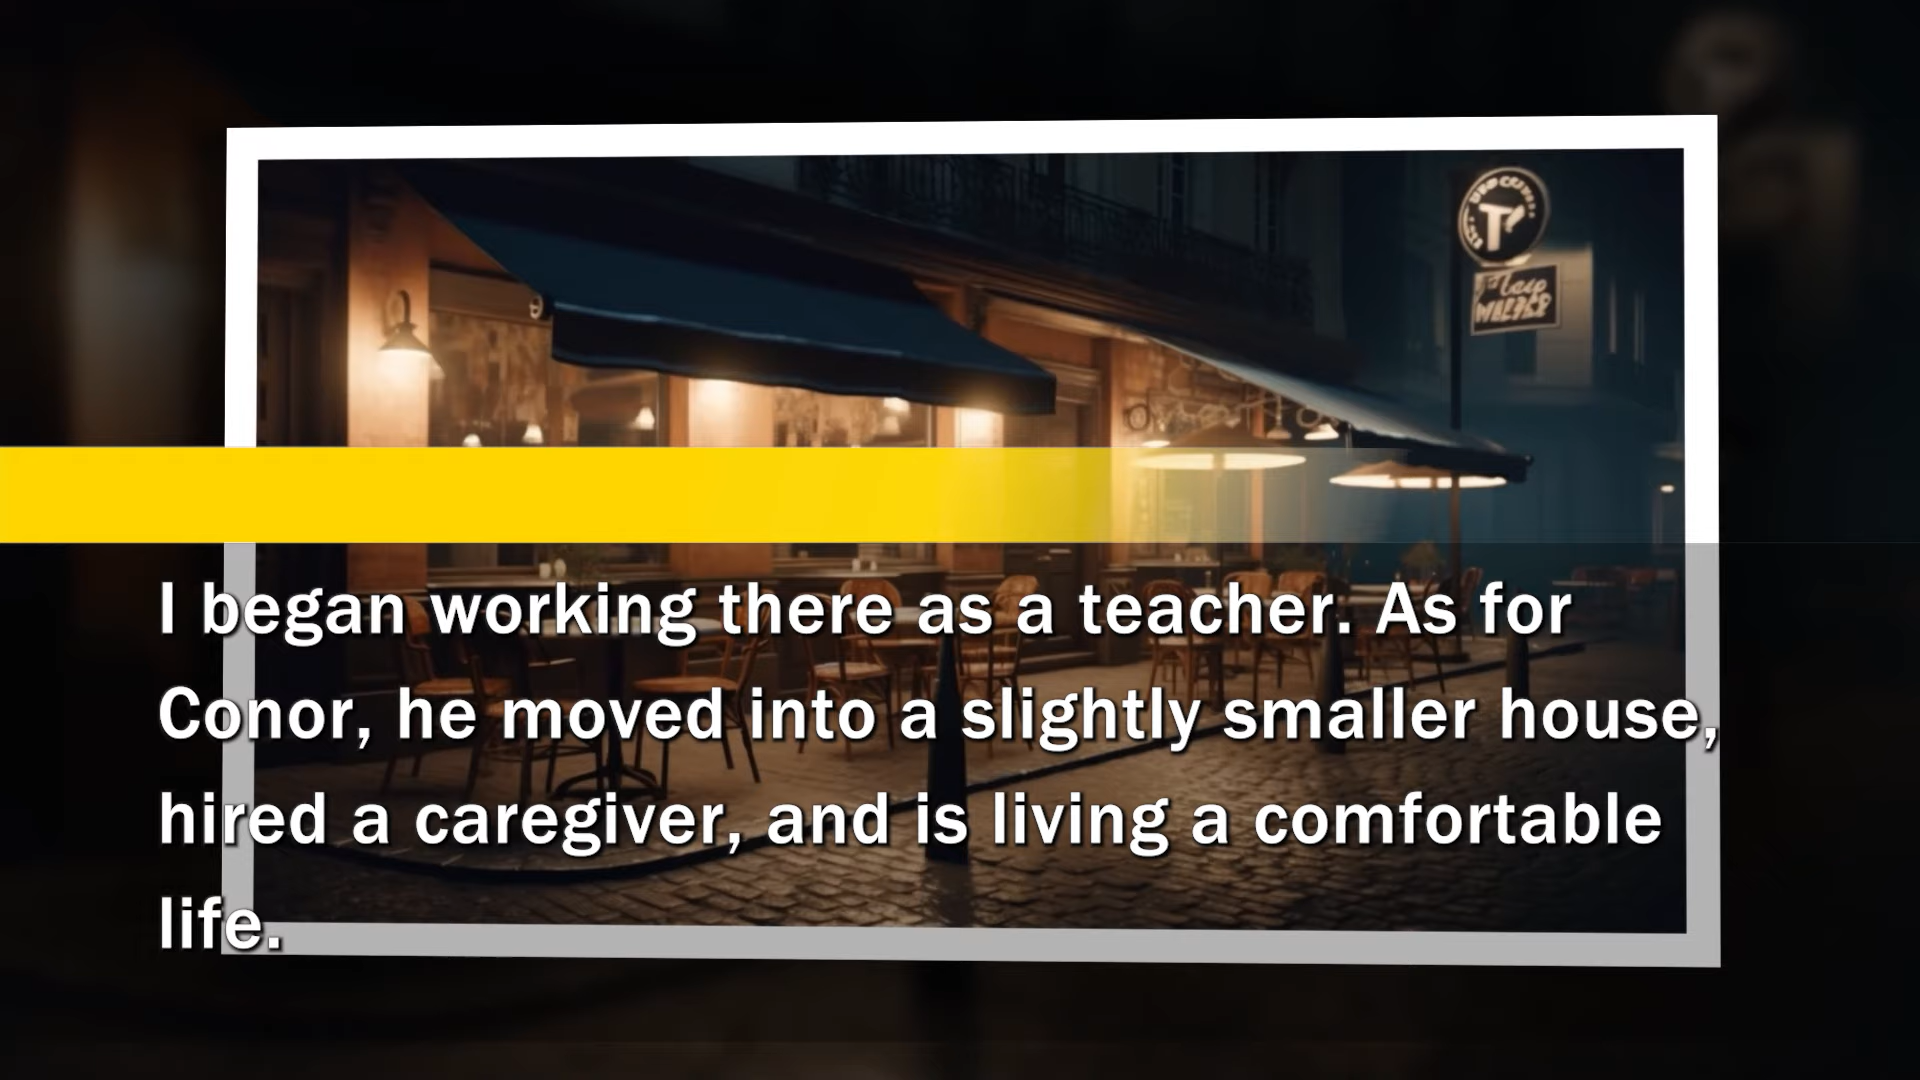 I began working there as a teacher. As for
Conor, he moved into a slightly smaller house,
hired a caregiver, and is living a comfortable
life.